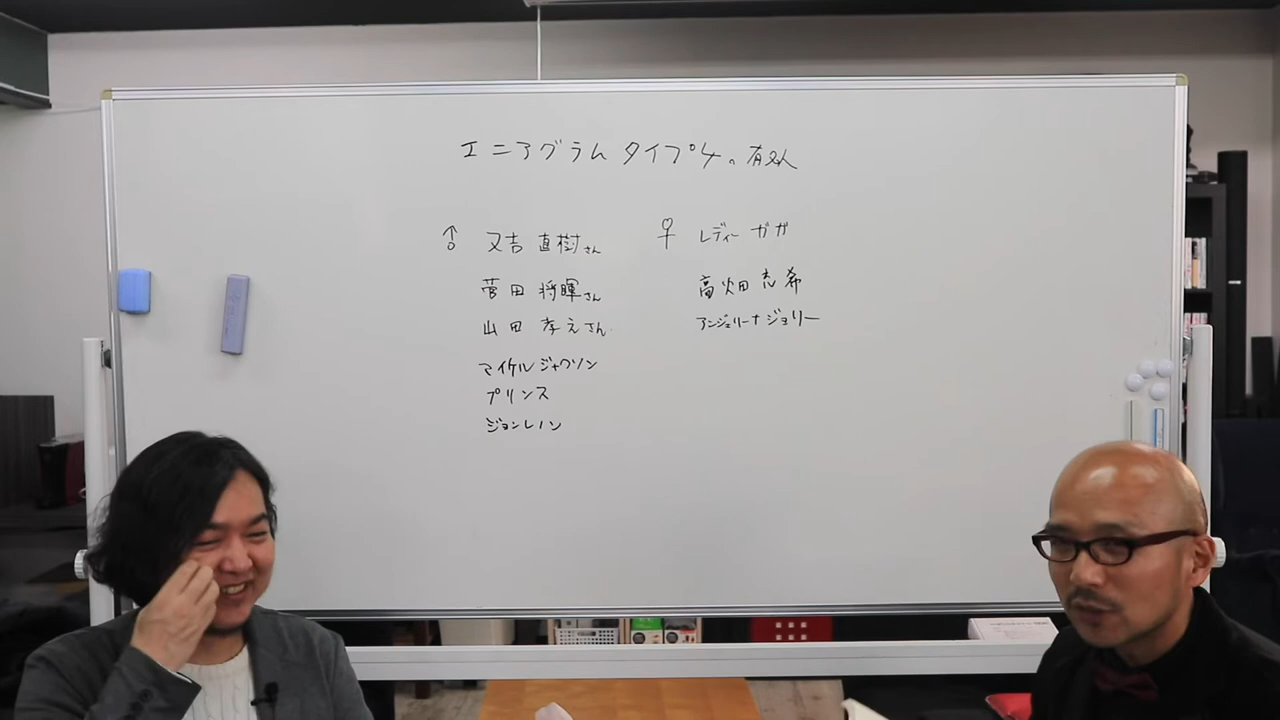 エニアグラム タイプ4の有名人
♂ 又吉 直樹さん
菅田 将暉さん
山田 孝之さん
マイケル ジャクソン
プリンス
ジョンレノン
♀ レディー ガガ
高畑 充希
アンジェリーナ ジョリー